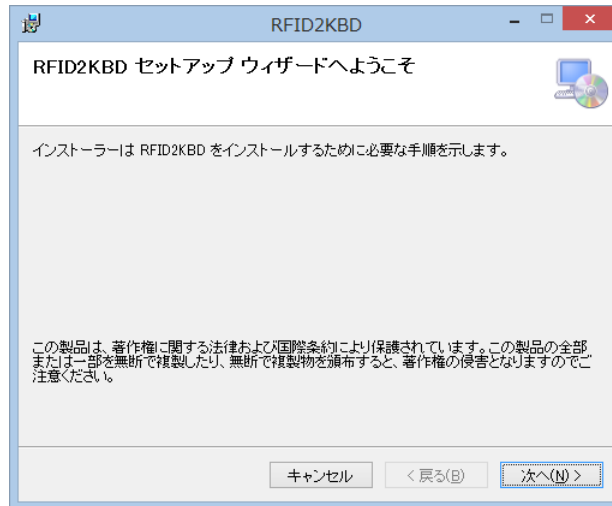 RFID2KBD
RFID2KBD セットアップ ウィザードへようこそ
インストーラーは RFID2KBD をインストールするために必要な手順を示します。
この製品は、著作権に関する法律および国際条約により保護されています。この製品の全部
または一部を無断で複製したり、無断で複製物を頒布すると、著作権の侵害となりますのでご
注意ください。
キャンセル < 戻る(B) 次へ(N) >